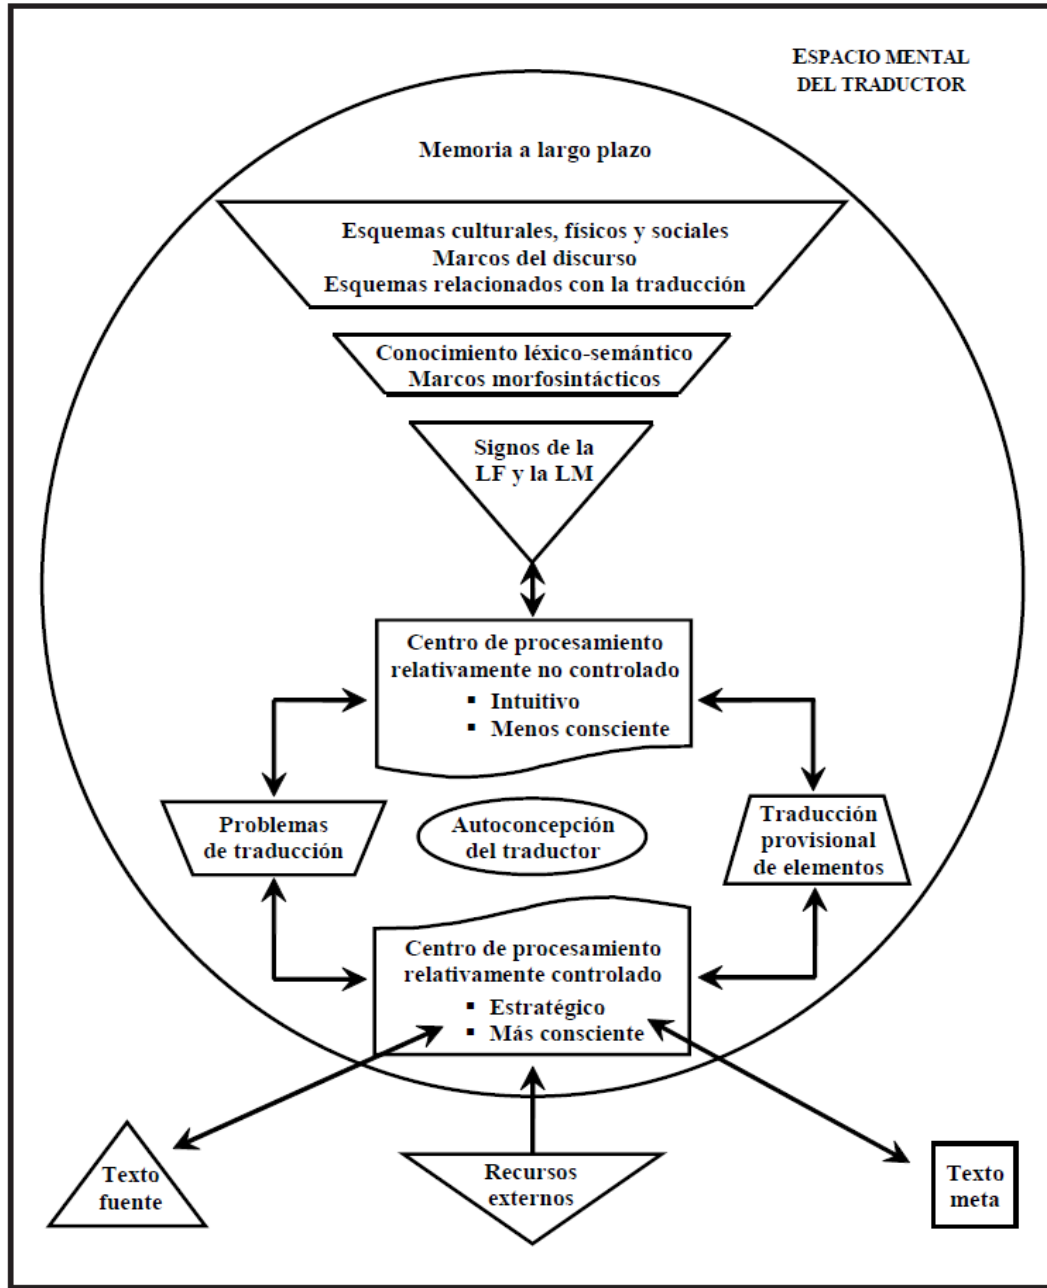 ESPACIO MENTAL
DEL TRADUCTOR
Memoria a largo plazo
Esquemas culturales, físicos y sociales
Marcos del discurso
Esquemas relacionados con la traducción
Conocimiento léxico-semántico
Marcos morfosintácticos
Signos de la
LF y la LM
Centro de procesamiento
relativamente no controlado
▪ Intuitivo
▪ Menos consciente
Problemas
de traducción
Autoconcepción
del traductor
Traducción
provisional
de elementos
Centro de procesamiento
relativamente controlado
▪ Estratégico
▪ Más consciente
Texto
fuente
Recursos
externos
Texto
meta